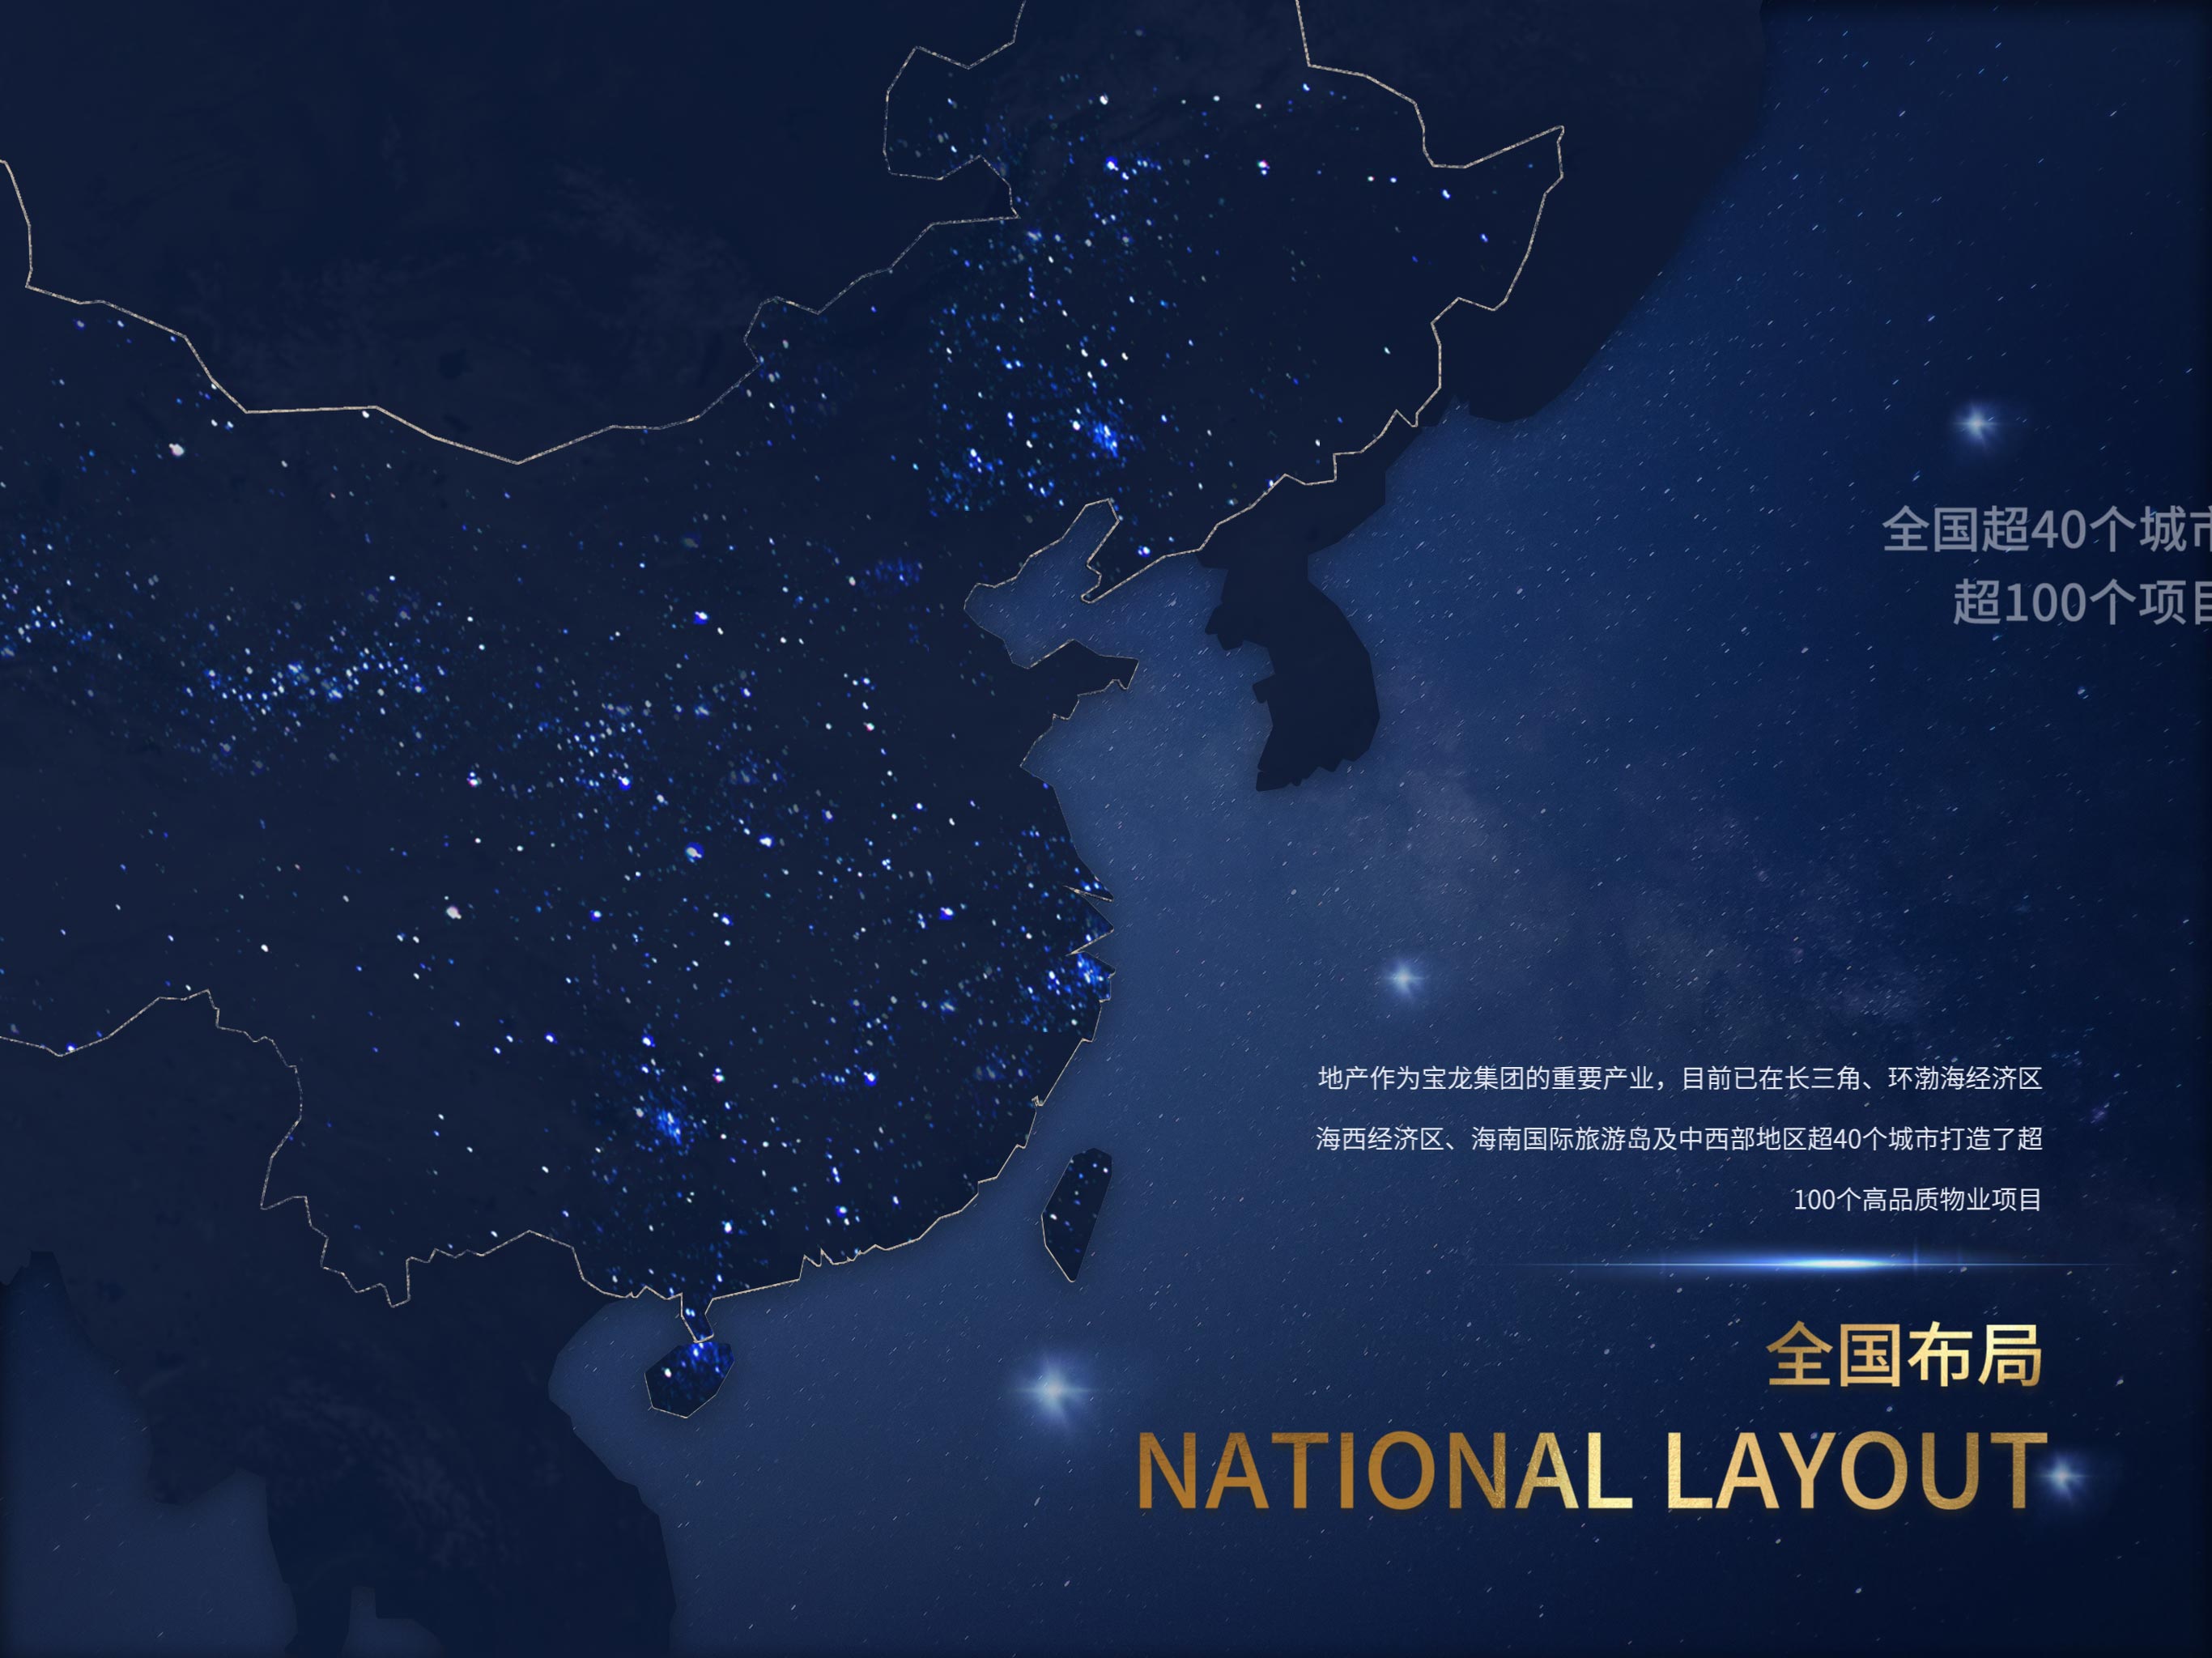 全国超40个城市
超100个项目
地产作为宝龙集团的重要产业，目前已在长三角、环渤海经济区
海西经济区、海南国际旅游岛及中西部地区超40个城市打造了超
100个高品质物业项目
全国布局
NATIONAL LAYOUT